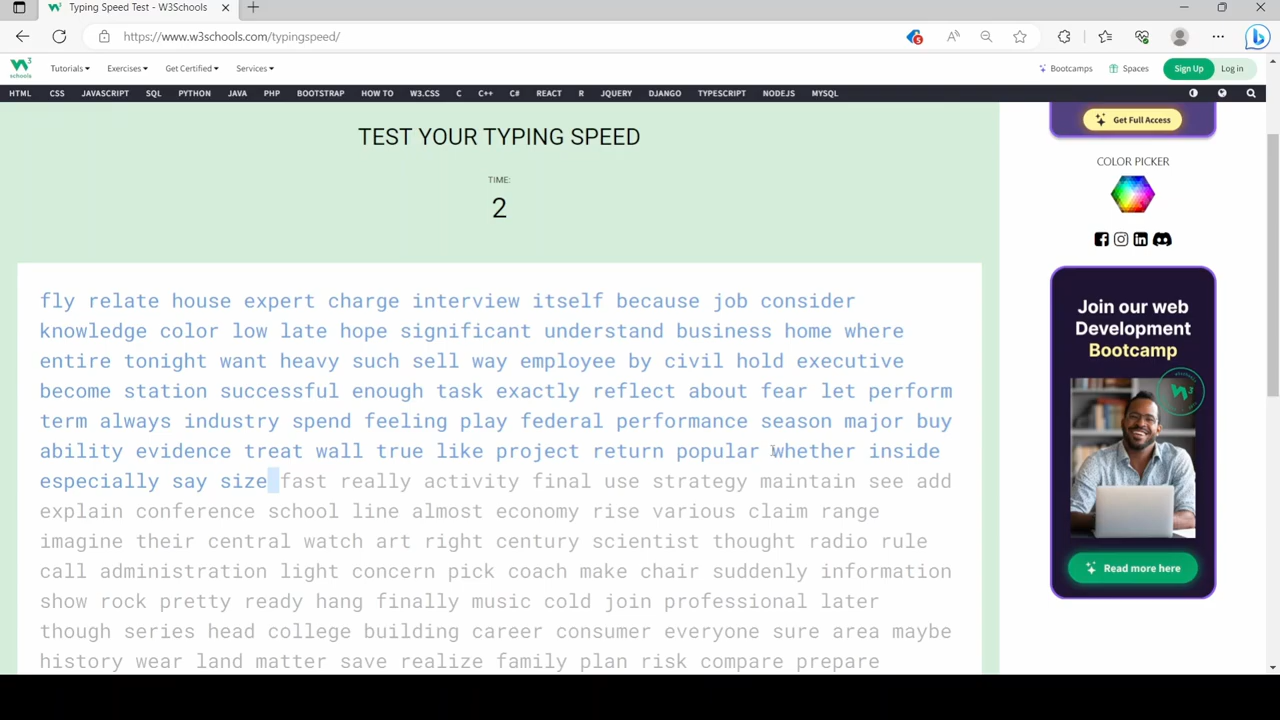 Typing Speed Test - W3Schools
https://www.w3schools.com/typingspeed/
W3 schools Tutorials Exercises Get Certified Services Bootcamps Spaces Sign Up Log in
HTML CSS JAVASCRIPT SQL PYTHON JAVA PHP BOOTSTRAP HOW TO W3.CSS C C++ C# REACT R JQUERY DJANGO TYPESCRIPT NODEJS MYSQL
TEST YOUR TYPING SPEED
TIME:
2
fly relate house expert charge interview itself because job consider
knowledge color low late hope significant understand business home where
entire tonight want heavy such sell way employee by civil hold executive
become station successful enough task exactly reflect about fear let perform
term always industry spend feeling play federal performance season major buy
ability evidence treat wall true like project return popular whether inside
especially say size fast really activity final use strategy maintain see add
explain conference school line almost economy rise various claim range
imagine their central watch art right century scientist thought radio rule
call administration light concern pick coach make chair suddenly information
show rock pretty ready hang finally music cold join professional later
though series head college building career consumer everyone sure area maybe
history wear land matter save realize family plan risk compare prepare
Get Full Access
COLOR PICKER
Join our web
Development
Bootcamp
Read more here